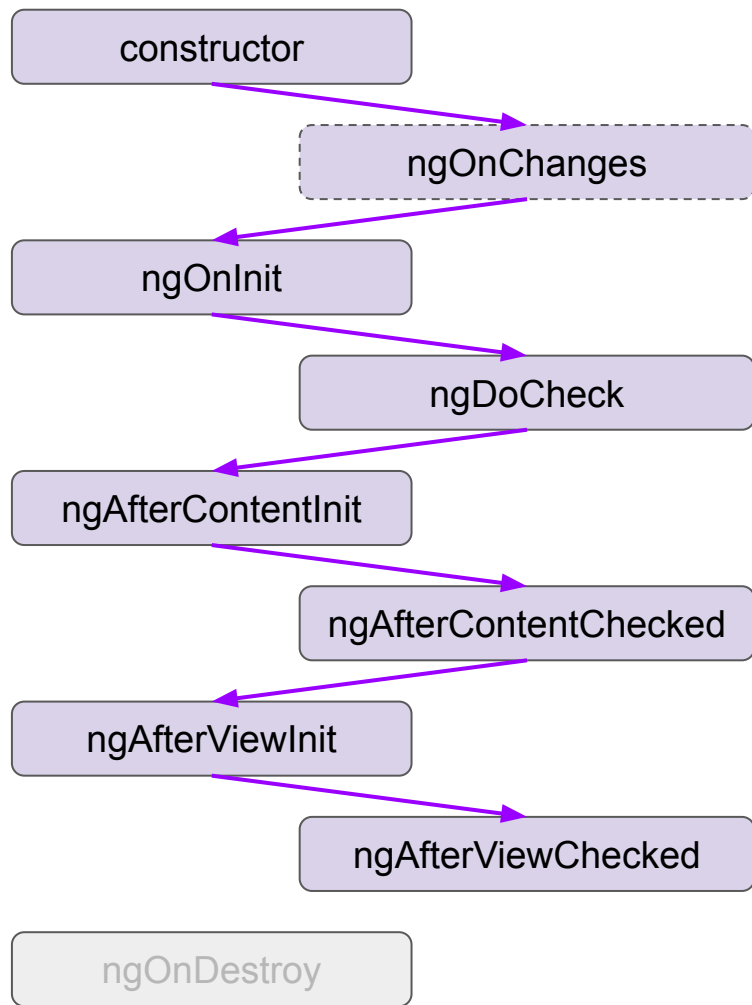 constructor
ngOnChanges
ngOnInit
ngDoCheck
ngAfterContentInit
ngAfterContentChecked
ngAfterViewInit
ngAfterViewChecked
ngOnDestroy